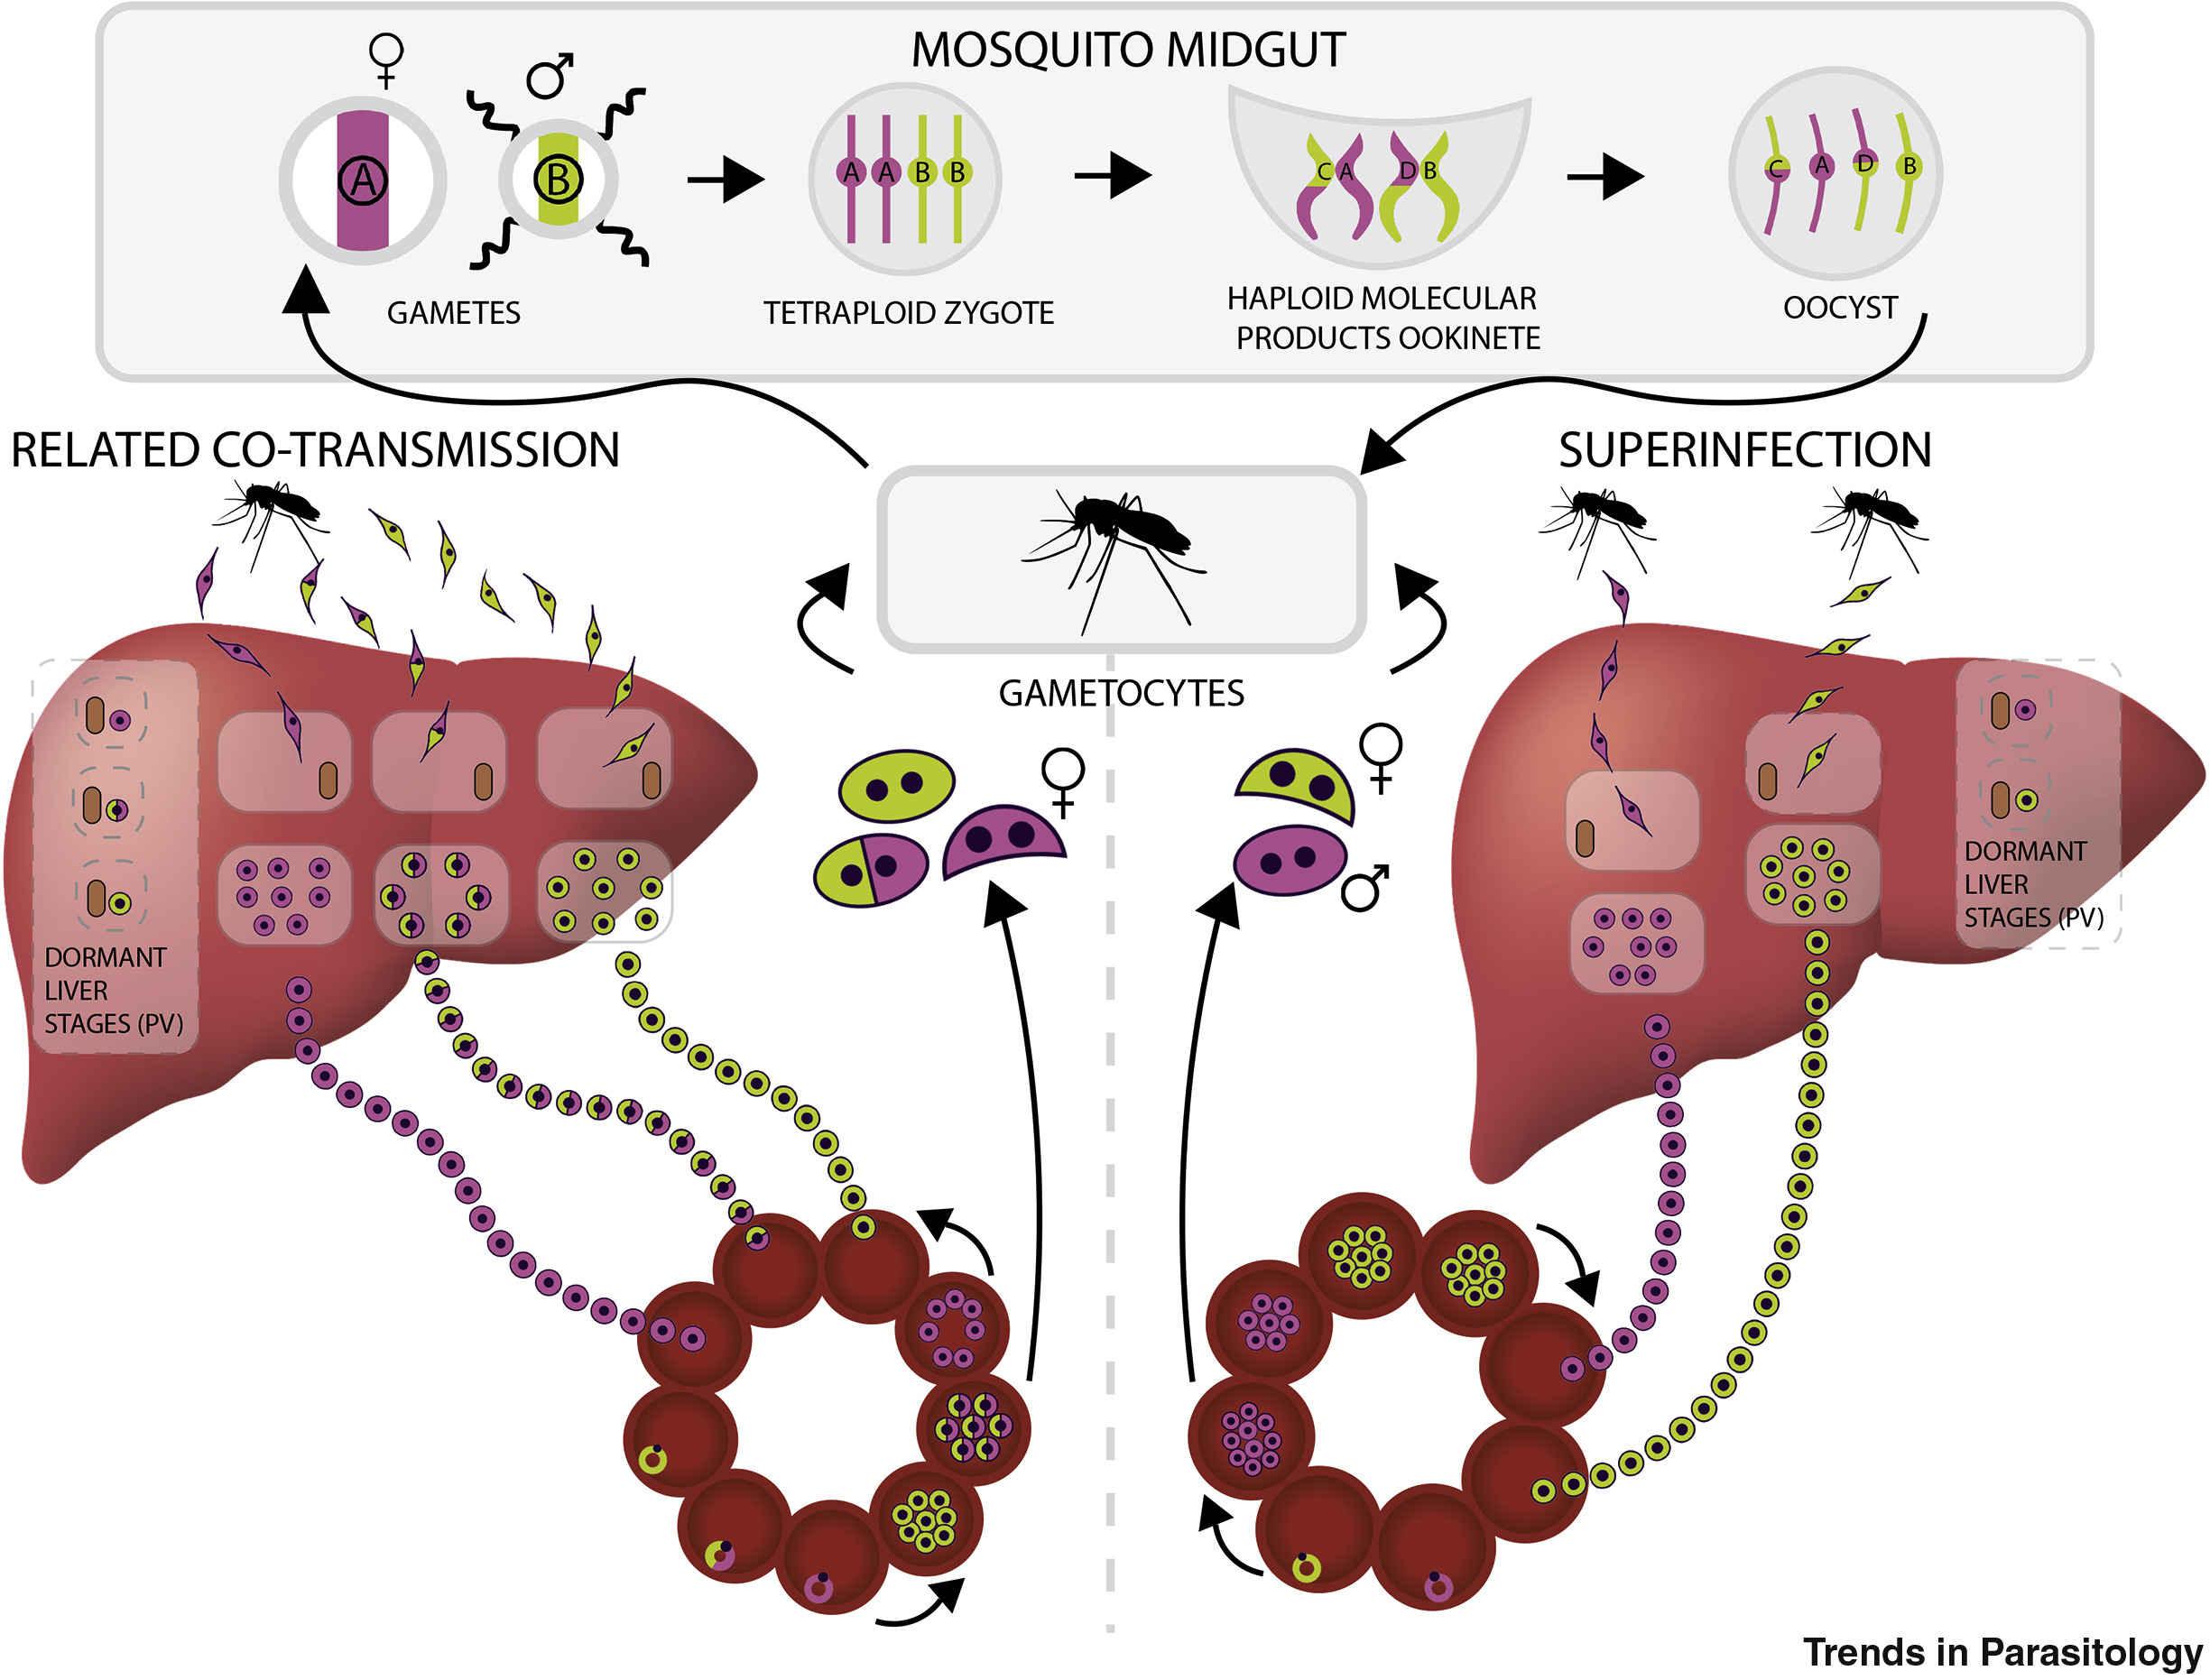 MOSQUITO MIDGUT
♀
♂
A
B
A A B B
C A D B
C A D B
GAMETES
TETRAPLOID ZYGOTE
HAPLOID MOLECULAR
PRODUCTS OOKINETE
OOCYST
RELATED CO-TRANSMISSION
SUPERINFECTION
GAMETOCYTES
♀
♀
♂
DORMANT
LIVER
STAGES (PV)
DORMANT
LIVER
STAGES (PV)
Trends in Parasitology